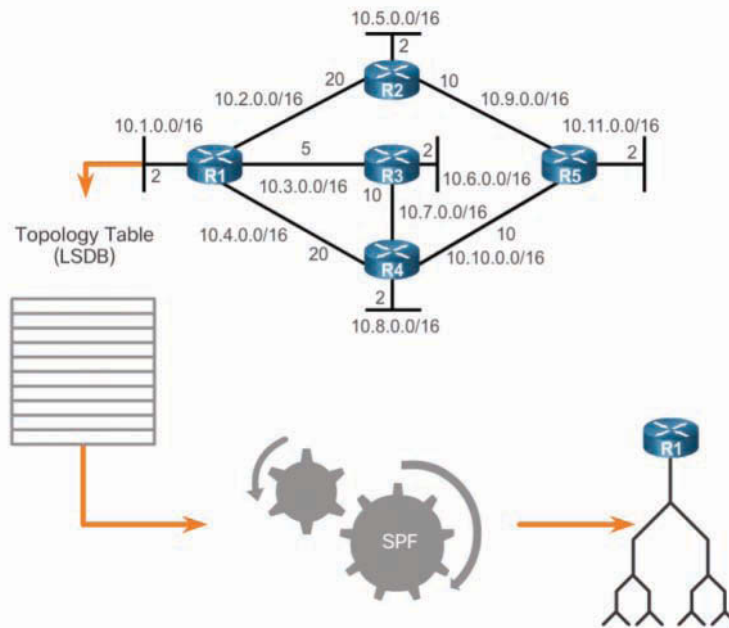 10.5.0.0/16
2
20
R2
10
10.2.0.0/16
10.9.0.0/16
10.1.0.0/16
10.11.0.0/16
5
2
2
R1
R3
10.6.0.0/16
R5
2
10.3.0.0/16
10
10.7.0.0/16
Topology Table
(LSDB)
10.4.0.0/16
20
R4
10
10.10.0.0/16
2
10.8.0.0/16
R1
SPF